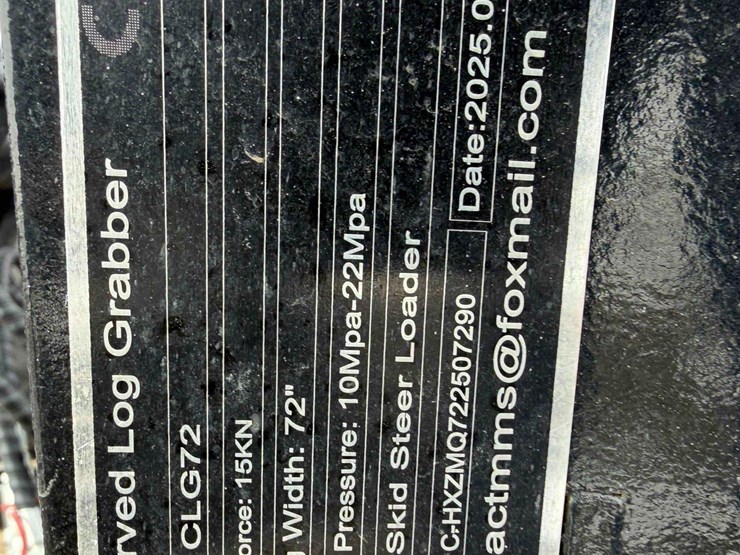 rved Log Grabber
CLG72
orce: 15KN
Width: 72"
Pressure: 10Mpa-22Mpa
Skid Steer Loader
C-HXZMQ722507290 Date:2025.0
actmms@foxmail.com